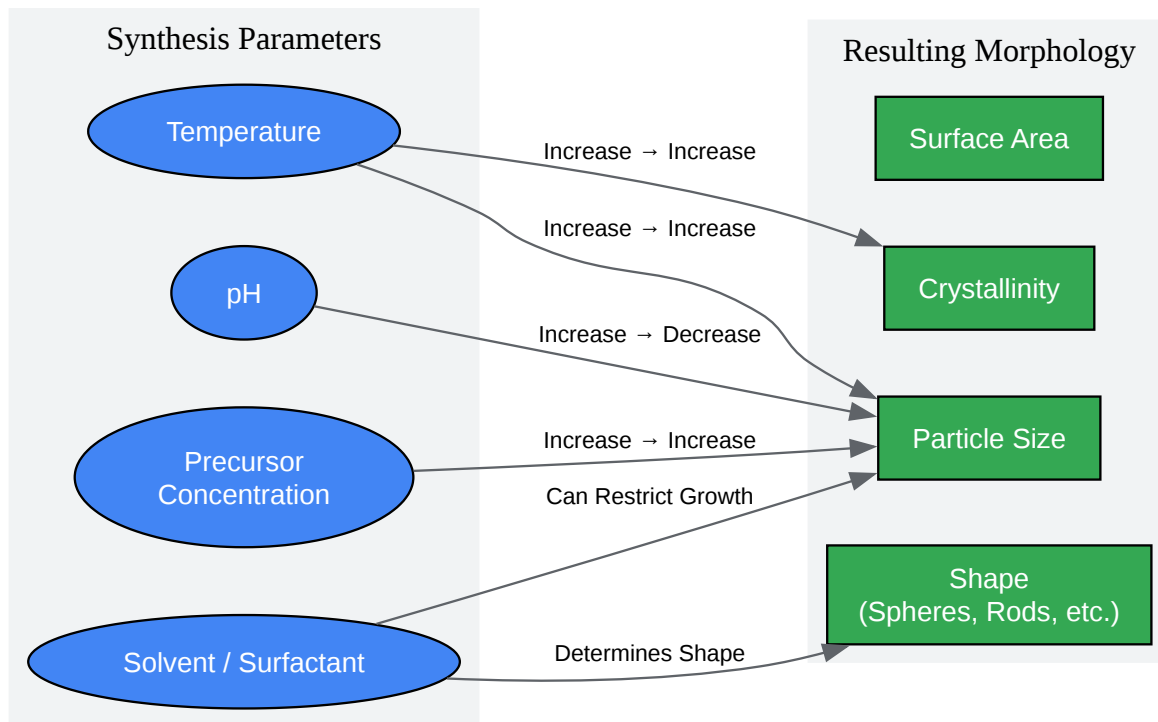 Synthesis Parameters
Resulting Morphology
Temperature
Increase → Increase
Surface Area
Increase → Increase
pH
Crystallinity
Increase → Decrease
Precursor
Concentration
Increase → Increase
Particle Size
Can Restrict Growth
Shape
(Spheres, Rods, etc.)
Solvent / Surfactant
Determines Shape